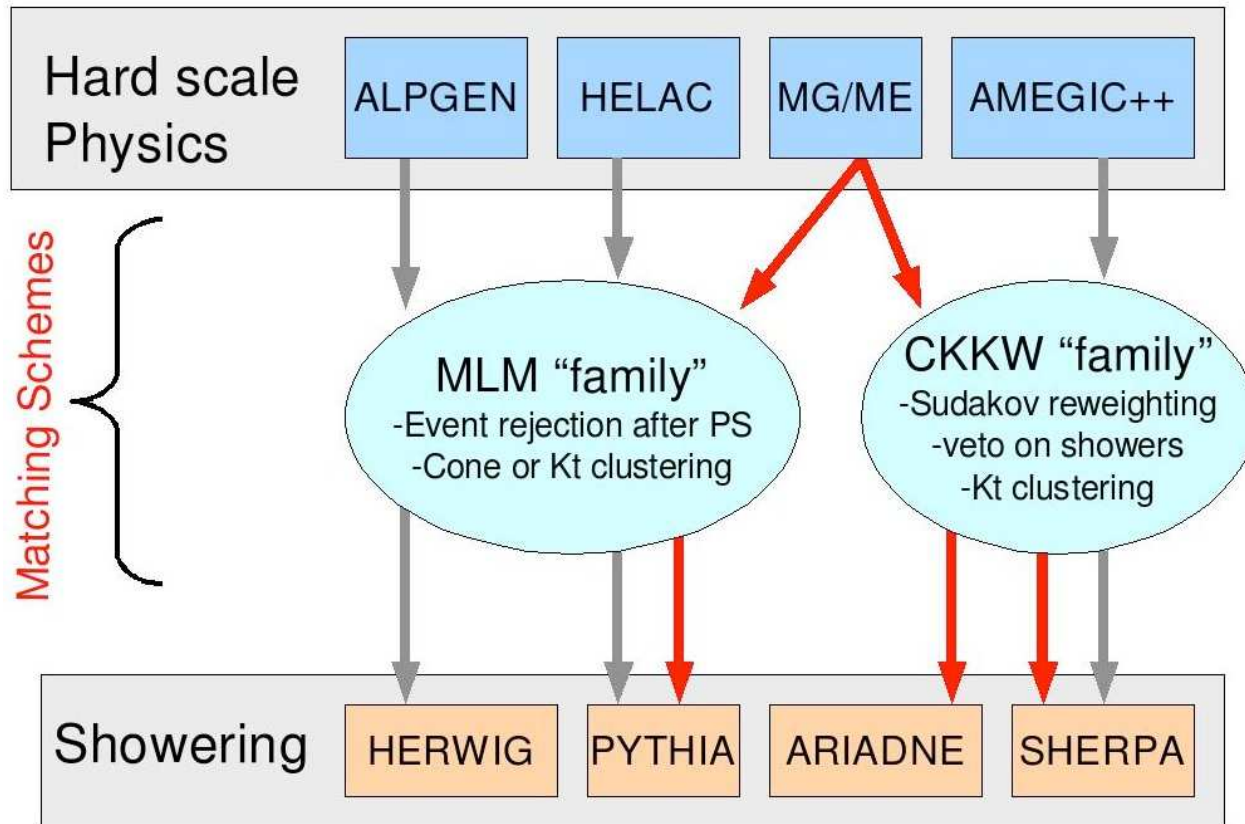 Hard scale
Physics
ALPGEN
HELAC
MG/ME
AMEGIC++
Matching Schemes
MLM “family”
-Event rejection after PS
-Cone or Kt clustering
CKKW “family”
-Sudakov reweighting
-veto on showers
-Kt clustering
Showering
HERWIG
PYTHIA
ARIADNE
SHERPA